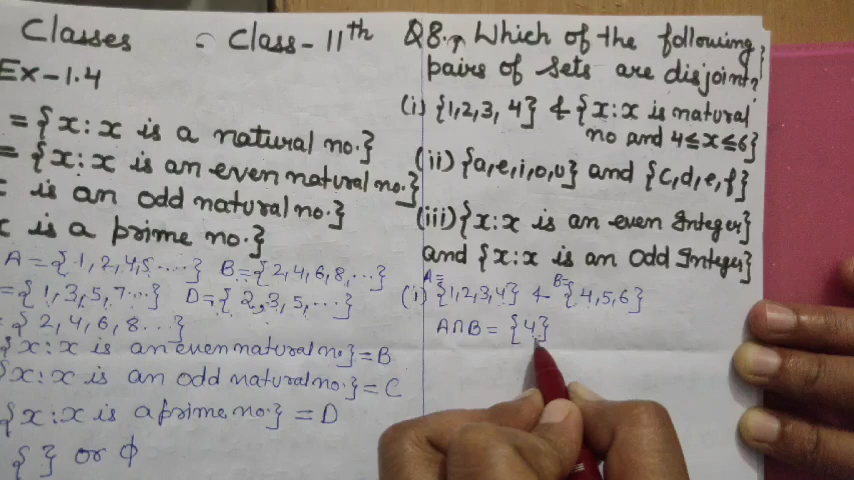 Classes - Class-11th
Ex-1.4
= {x:x is a natural no.}
= {x:x is an even natural no.}
is an odd natural no.}
x is a prime no.}
A = {1,2,4,5.....} B={2,4,6,8,...}
= {1,3,5,7...} D={2,3,5,....}
= {2,4,6,8...}
{x:x is an even natural no} = B
{x:x is an odd natural no.} = C
{x:x is a prime no.} = D
{ } or ϕ
Q8. Which of the following,
pairs of sets are disjoint?
(i) {1,2,3,4} & {x:x is natural
no and 4≤x≤6}
(ii) {a,e,i,o,u} and {c,d,e,f}
(iii) {x:x is an even Integer}
and {x:x is an odd Integer}
(i) A= {1,2,3,4} & B= {4,5,6}
A∩B = {4}